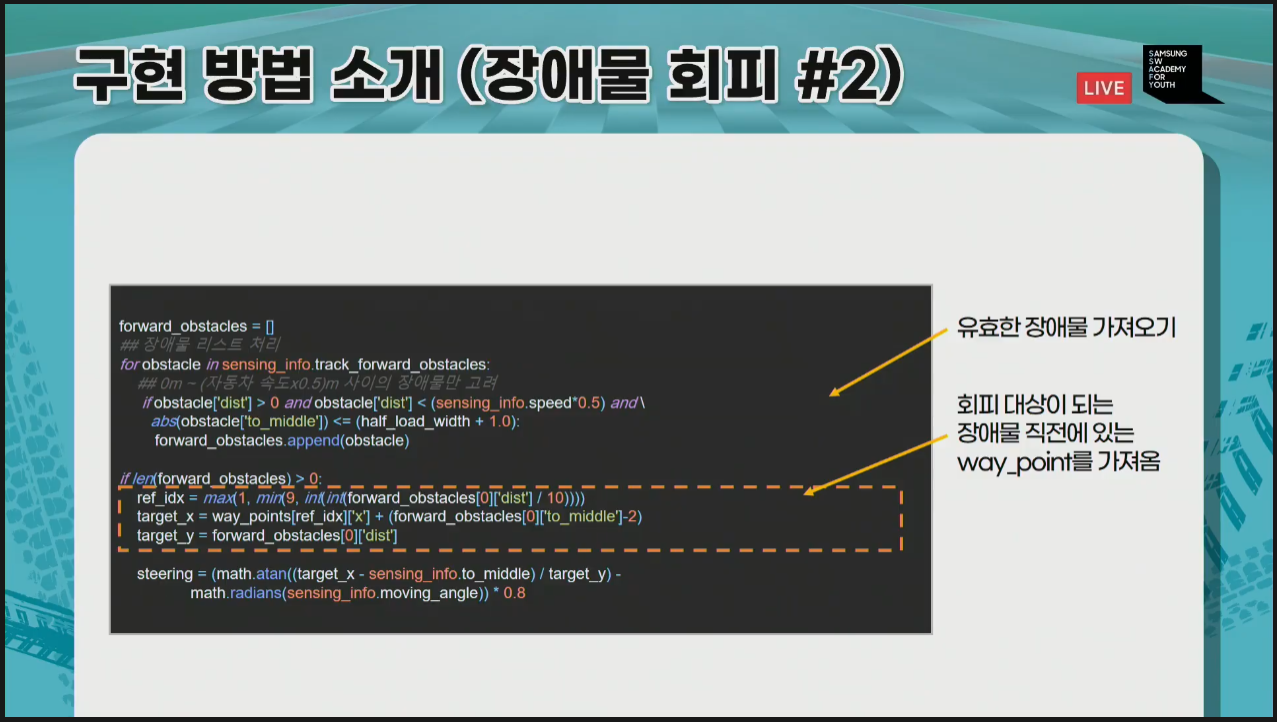 구현 방법 소개 (장애물 회피 #2)
LIVE
SAMSUNG
SW
ACADEMY
FOR
YOUTH
forward_obstacles = []
## 장애물 리스트 처리
for obstacle in sensing_info.track_forward_obstacles:
## 0m ~ (자동차 속도x0.5)m 사이의 장애물만 고려
if obstacle['dist'] > 0 and obstacle['dist'] < (sensing_info.speed*0.5) and \
abs(obstacle['to_middle']) <= (half_load_width + 1.0):
forward_obstacles.append(obstacle)
if len(forward_obstacles) > 0:
ref_idx = max(1, min(9, int(int(forward_obstacles[0]['dist'] / 10))))
target_x = way_points[ref_idx]['x'] + (forward_obstacles[0]['to_middle'-2)
target_y = forward_obstacles[0]['dist']
steering = (math.atan((target_x - sensing_info.to_middle) / target_y) -
math.radians(sensing_info.moving_angle)) * 0.8
유효한 장애물 가져오기
회피 대상이 되는
장애물 직전에 있는
way_point를 가져옴